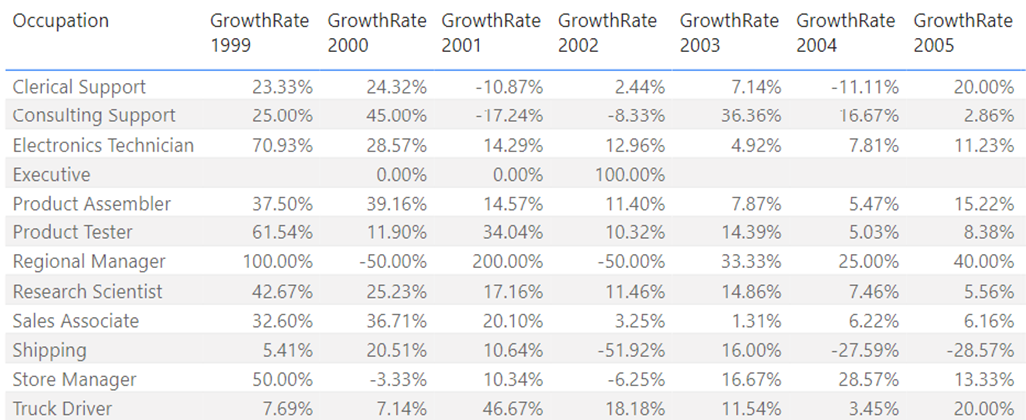 Occupation GrowthRate 1999 GrowthRate 2000 GrowthRate 2001 GrowthRate 2002 GrowthRate 2003 GrowthRate 2004 GrowthRate 2005
Clerical Support 23.33% 24.32% -10.87% 2.44% 7.14% -11.11% 20.00%
Consulting Support 25.00% 45.00% -17.24% -8.33% 36.36% 16.67% 2.86%
Electronics Technician 70.93% 28.57% 14.29% 12.96% 4.92% 7.81% 11.23%
Executive 0.00% 0.00% 100.00%
Product Assembler 37.50% 39.16% 14.57% 11.40% 7.87% 5.47% 15.22%
Product Tester 61.54% 11.90% 34.04% 10.32% 14.39% 5.03% 8.38%
Regional Manager 100.00% -50.00% 200.00% -50.00% 33.33% 25.00% 40.00%
Research Scientist 42.67% 25.23% 17.16% 11.46% 14.86% 7.46% 5.56%
Sales Associate 32.60% 36.71% 20.10% 3.25% 1.31% 6.22% 6.16%
Shipping 5.41% 20.51% 10.64% -51.92% 16.00% -27.59% -28.57%
Store Manager 50.00% -3.33% 10.34% -6.25% 16.67% 28.57% 13.33%
Truck Driver 7.69% 7.14% 46.67% 18.18% 11.54% 3.45% 20.00%